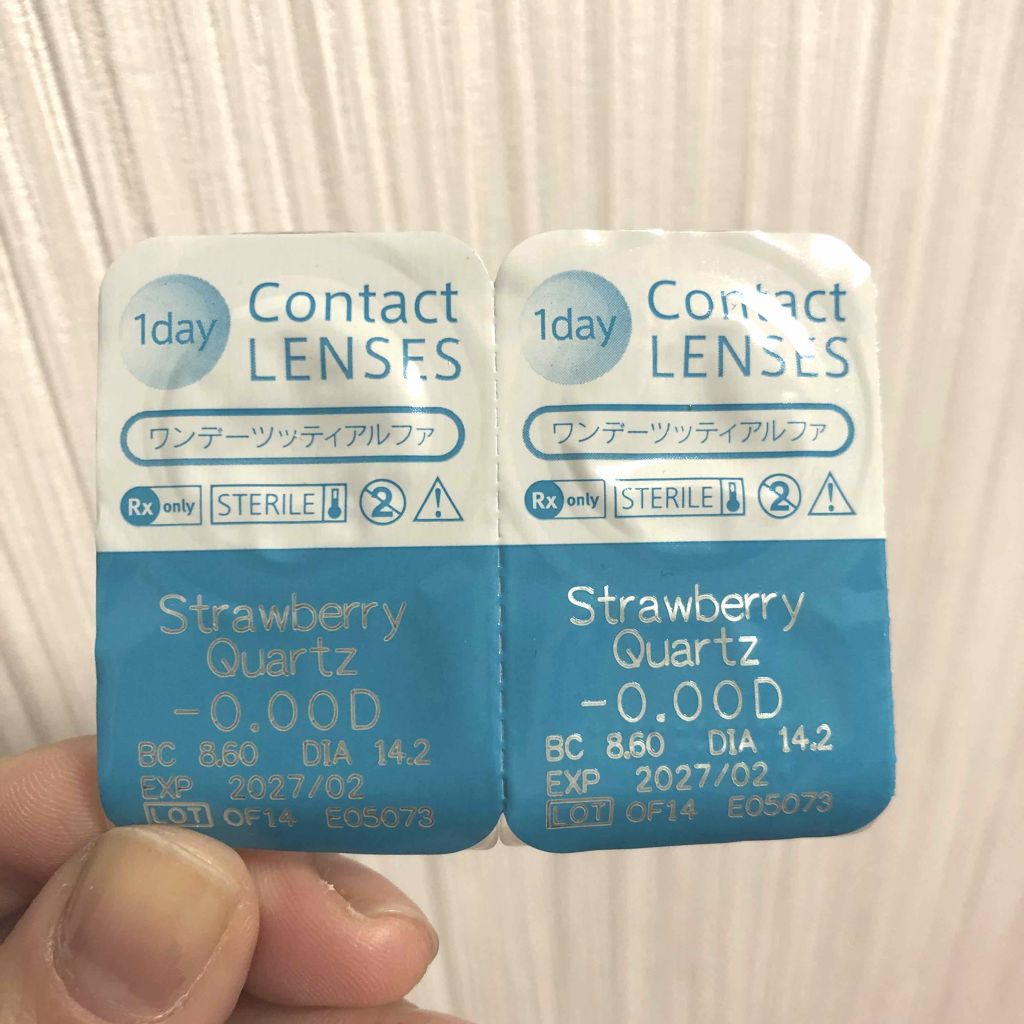 1day
Contact
LENSES
ワンデーツッティアルファ
Rx only
STERILE
2
Strawberry
Quartz
-0.00D
BC 8.60 DIA 14.2
EXP 2027/02
LOT OF14 E05073
1day
Contact
LENSES
ワンデーツッティアルファ
Rx only
STERILE
2
Strawberry
Quartz
-0.00D
BC 8.60 DIA 14.2
EXP 2027/02
LOT OF14 E05073